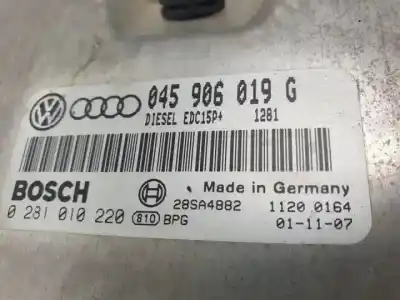 045 906 019 G
DIESEL EDC15P+ 1281
BOSCH Made in Germany
0 281 010 220 810 BPG 28SA4882 1120 0164
01-11-07